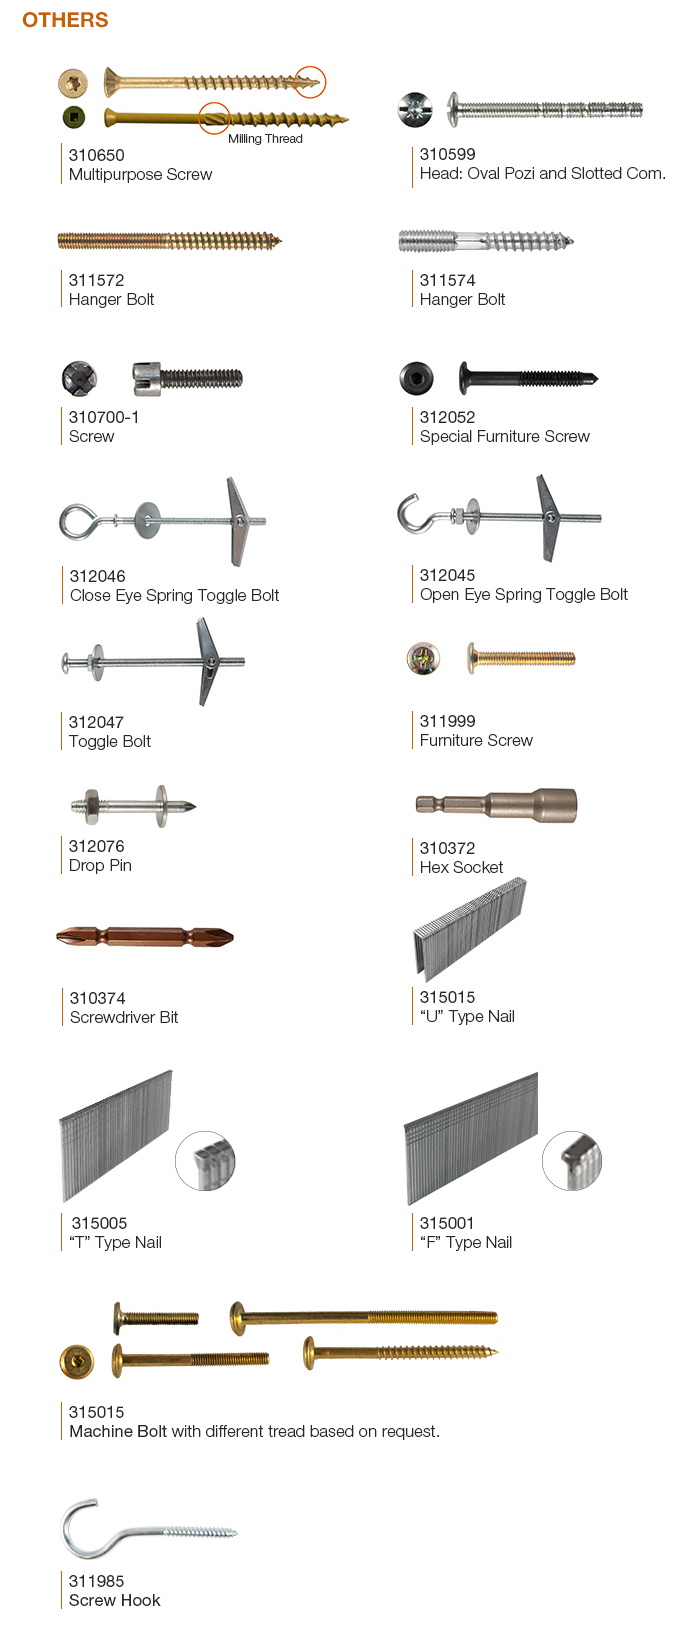 OTHERS
Milling Thread
310650
Multipurpose Screw
310599
Head: Oval Pozi and Slotted Com.
311572
Hanger Bolt
311574
Hanger Bolt
310700-1
Screw
312052
Special Furniture Screw
312046
Close Eye Spring Toggle Bolt
312045
Open Eye Spring Toggle Bolt
312047
Toggle Bolt
311999
Furniture Screw
312076
Drop Pin
310372
Hex Socket
310374
Screwdriver Bit
315015
“U” Type Nail
315005
“T” Type Nail
315001
“F” Type Nail
315015
Machine Bolt with different tread based on request.
311985
Screw Hook